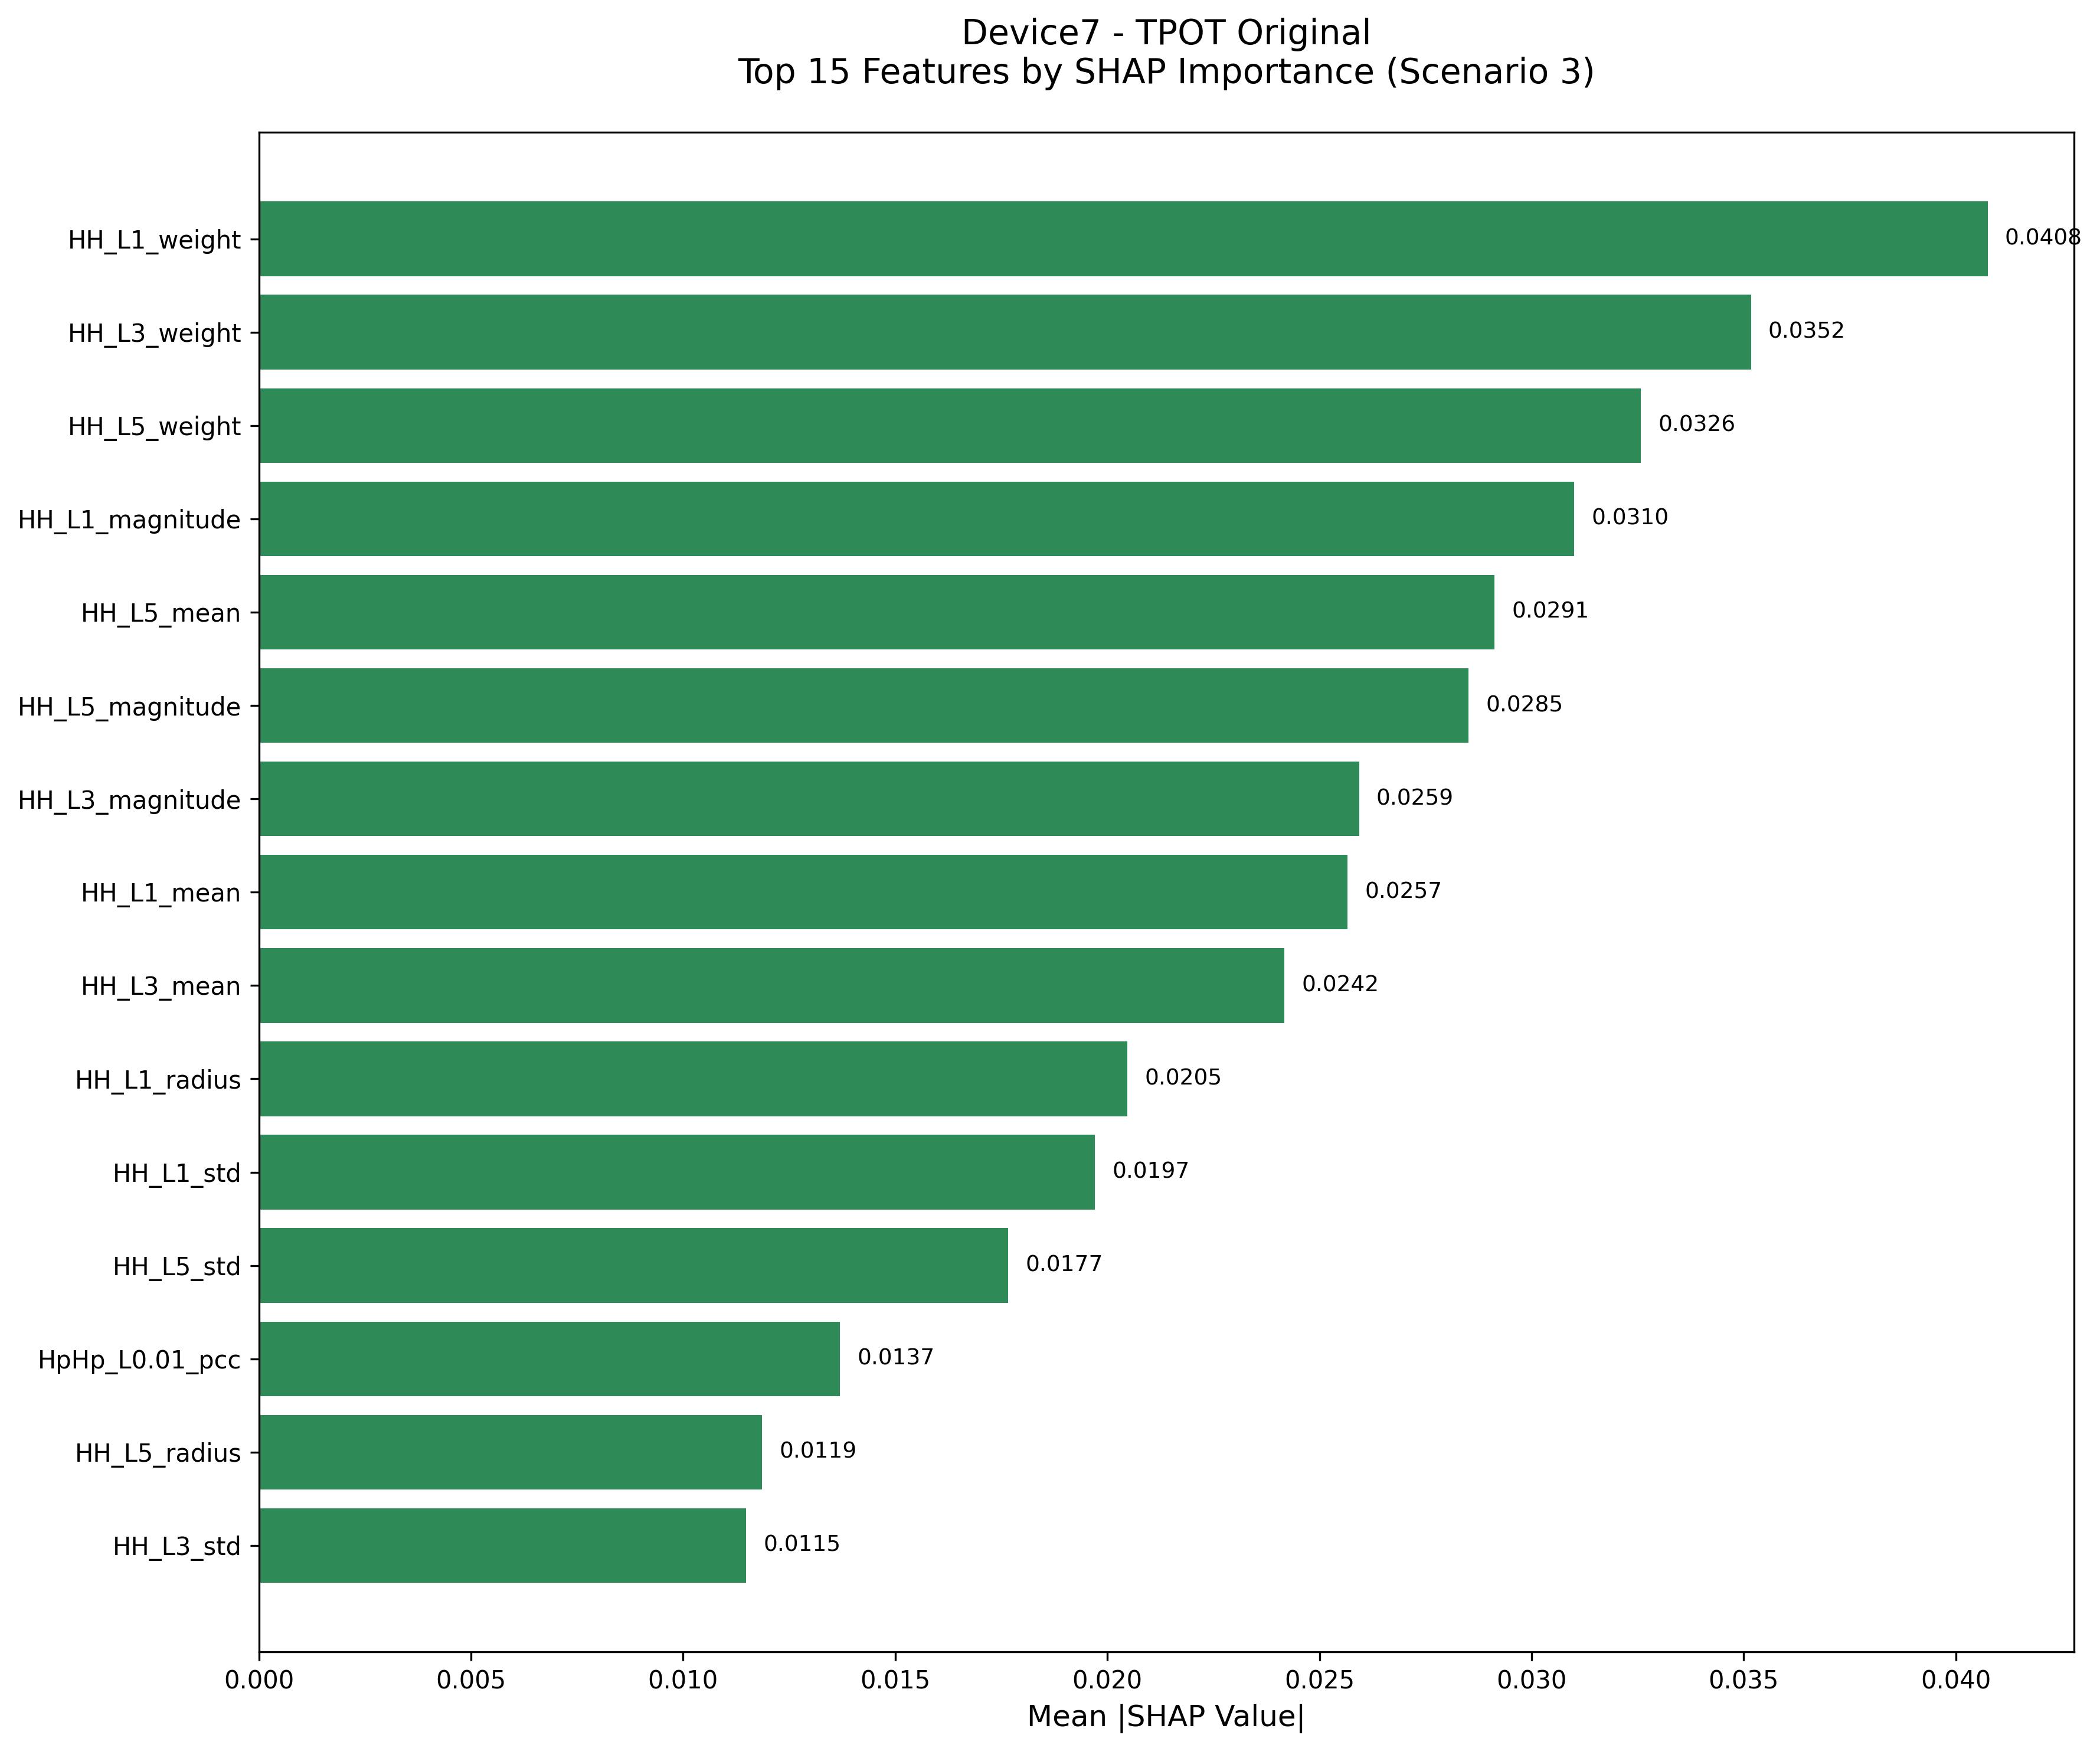 Device7 - TPOT Original
Top 15 Features by SHAP Importance (Scenario 3)
HH_L1_weight 0.0408
HH_L3_weight 0.0352
HH_L5_weight 0.0326
HH_L1_magnitude 0.0310
HH_L5_mean 0.0291
HH_L5_magnitude 0.0285
HH_L3_magnitude 0.0259
HH_L1_mean 0.0257
HH_L3_mean 0.0242
HH_L1_radius 0.0205
HH_L1_std 0.0197
HH_L5_std 0.0177
HpHp_L0.01_pcc 0.0137
HH_L5_radius 0.0119
HH_L3_std 0.0115
0.000 0.005 0.010 0.015 0.020 0.025 0.030 0.035 0.040
Mean |SHAP Value|